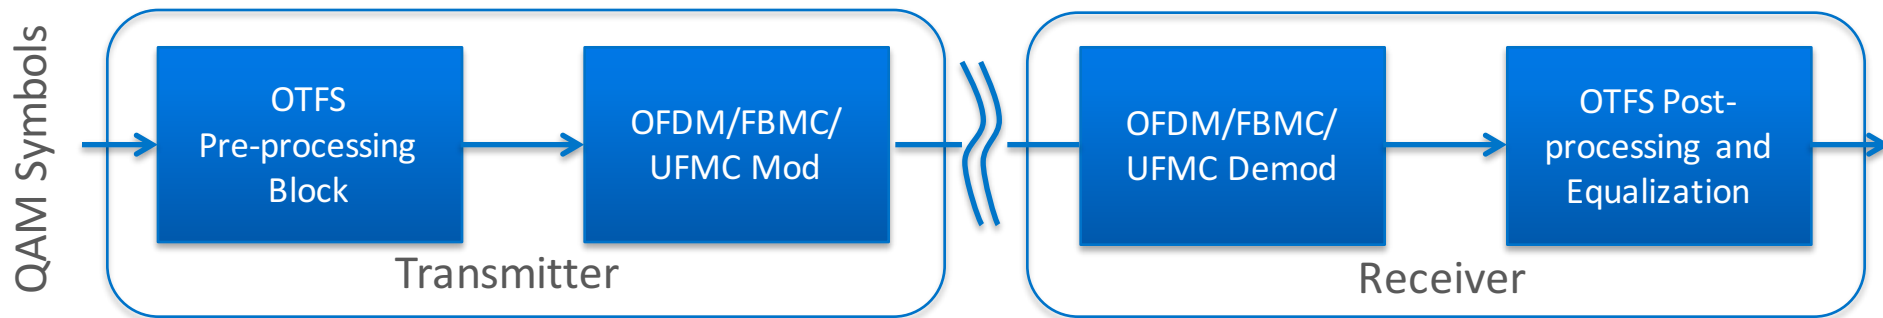 QAM Symbols
OTFS
Pre-processing
Block
OFDM/FBMC/
UFMC Mod
Transmitter
OFDM/FBMC/
UFMC Demod
OTFS Post-
processing and
Equalization
Receiver